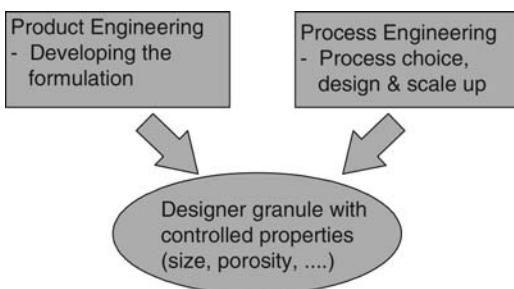 Product Engineering
- Developing the
formulation
Process Engineering
- Process choice,
design & scale up
Designer granule with
controlled properties
(size, porosity, ....)